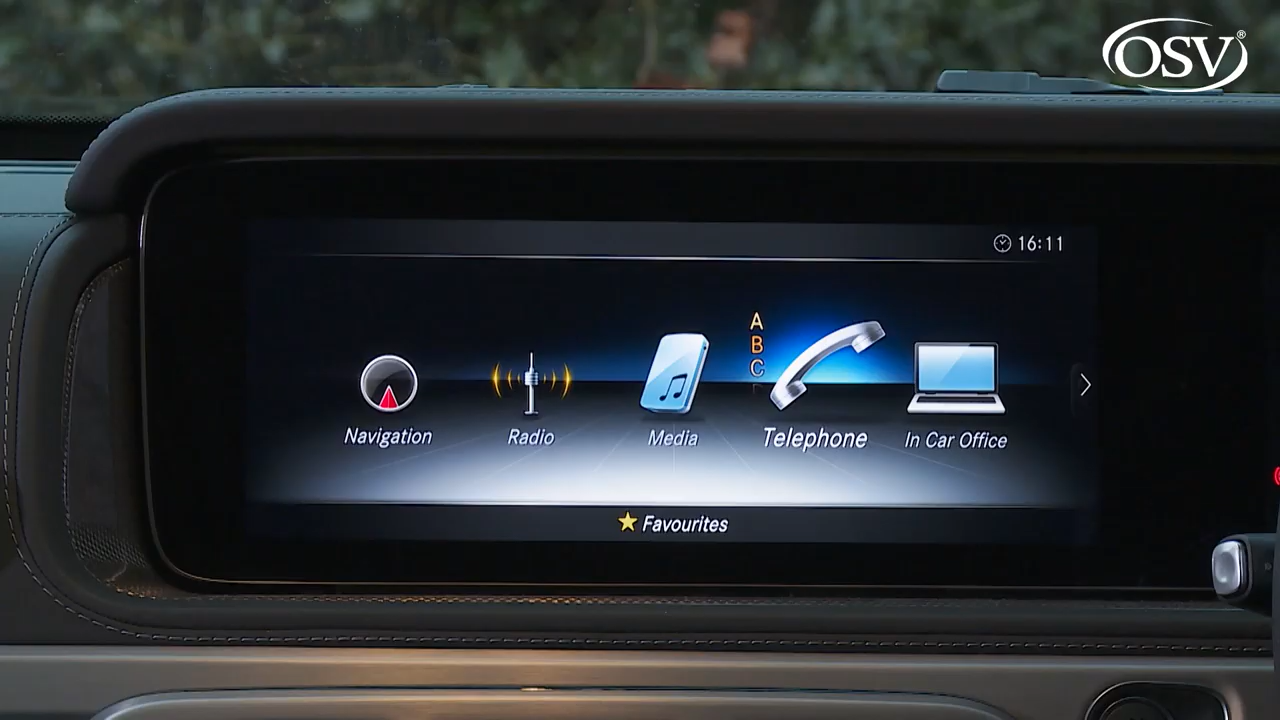 OSV®
16:11
A
B
C
D
Navigation
Radio
Media
Telephone
In Car Office
Favourites